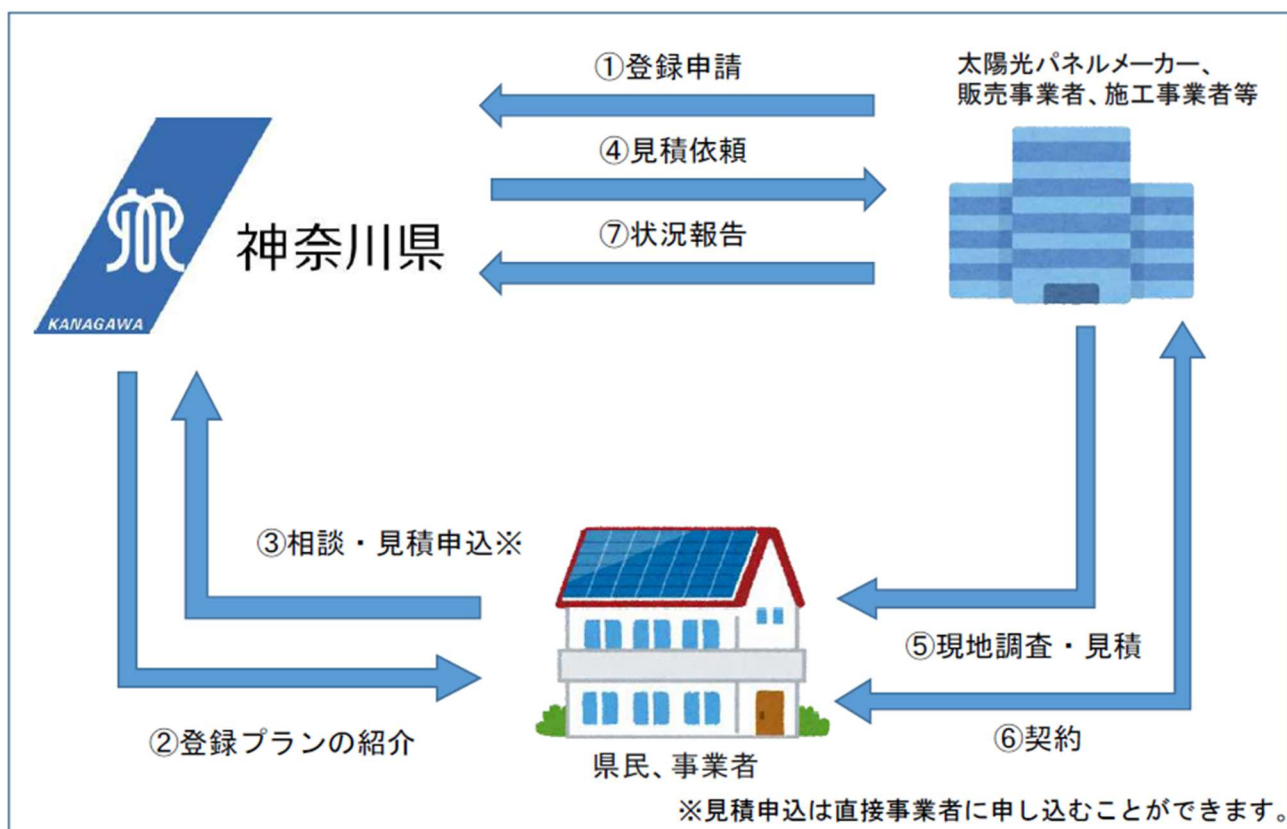 ①登録申請
太陽光パネルメーカー、
販売事業者、施工事業者等
④見積依頼
⑦状況報告
神奈川県
KANAGAWA
③相談・見積申込※
⑤現地調査・見積
②登録プランの紹介
⑥契約
県民、事業者
※見積申込は直接事業者に申し込むことができます。